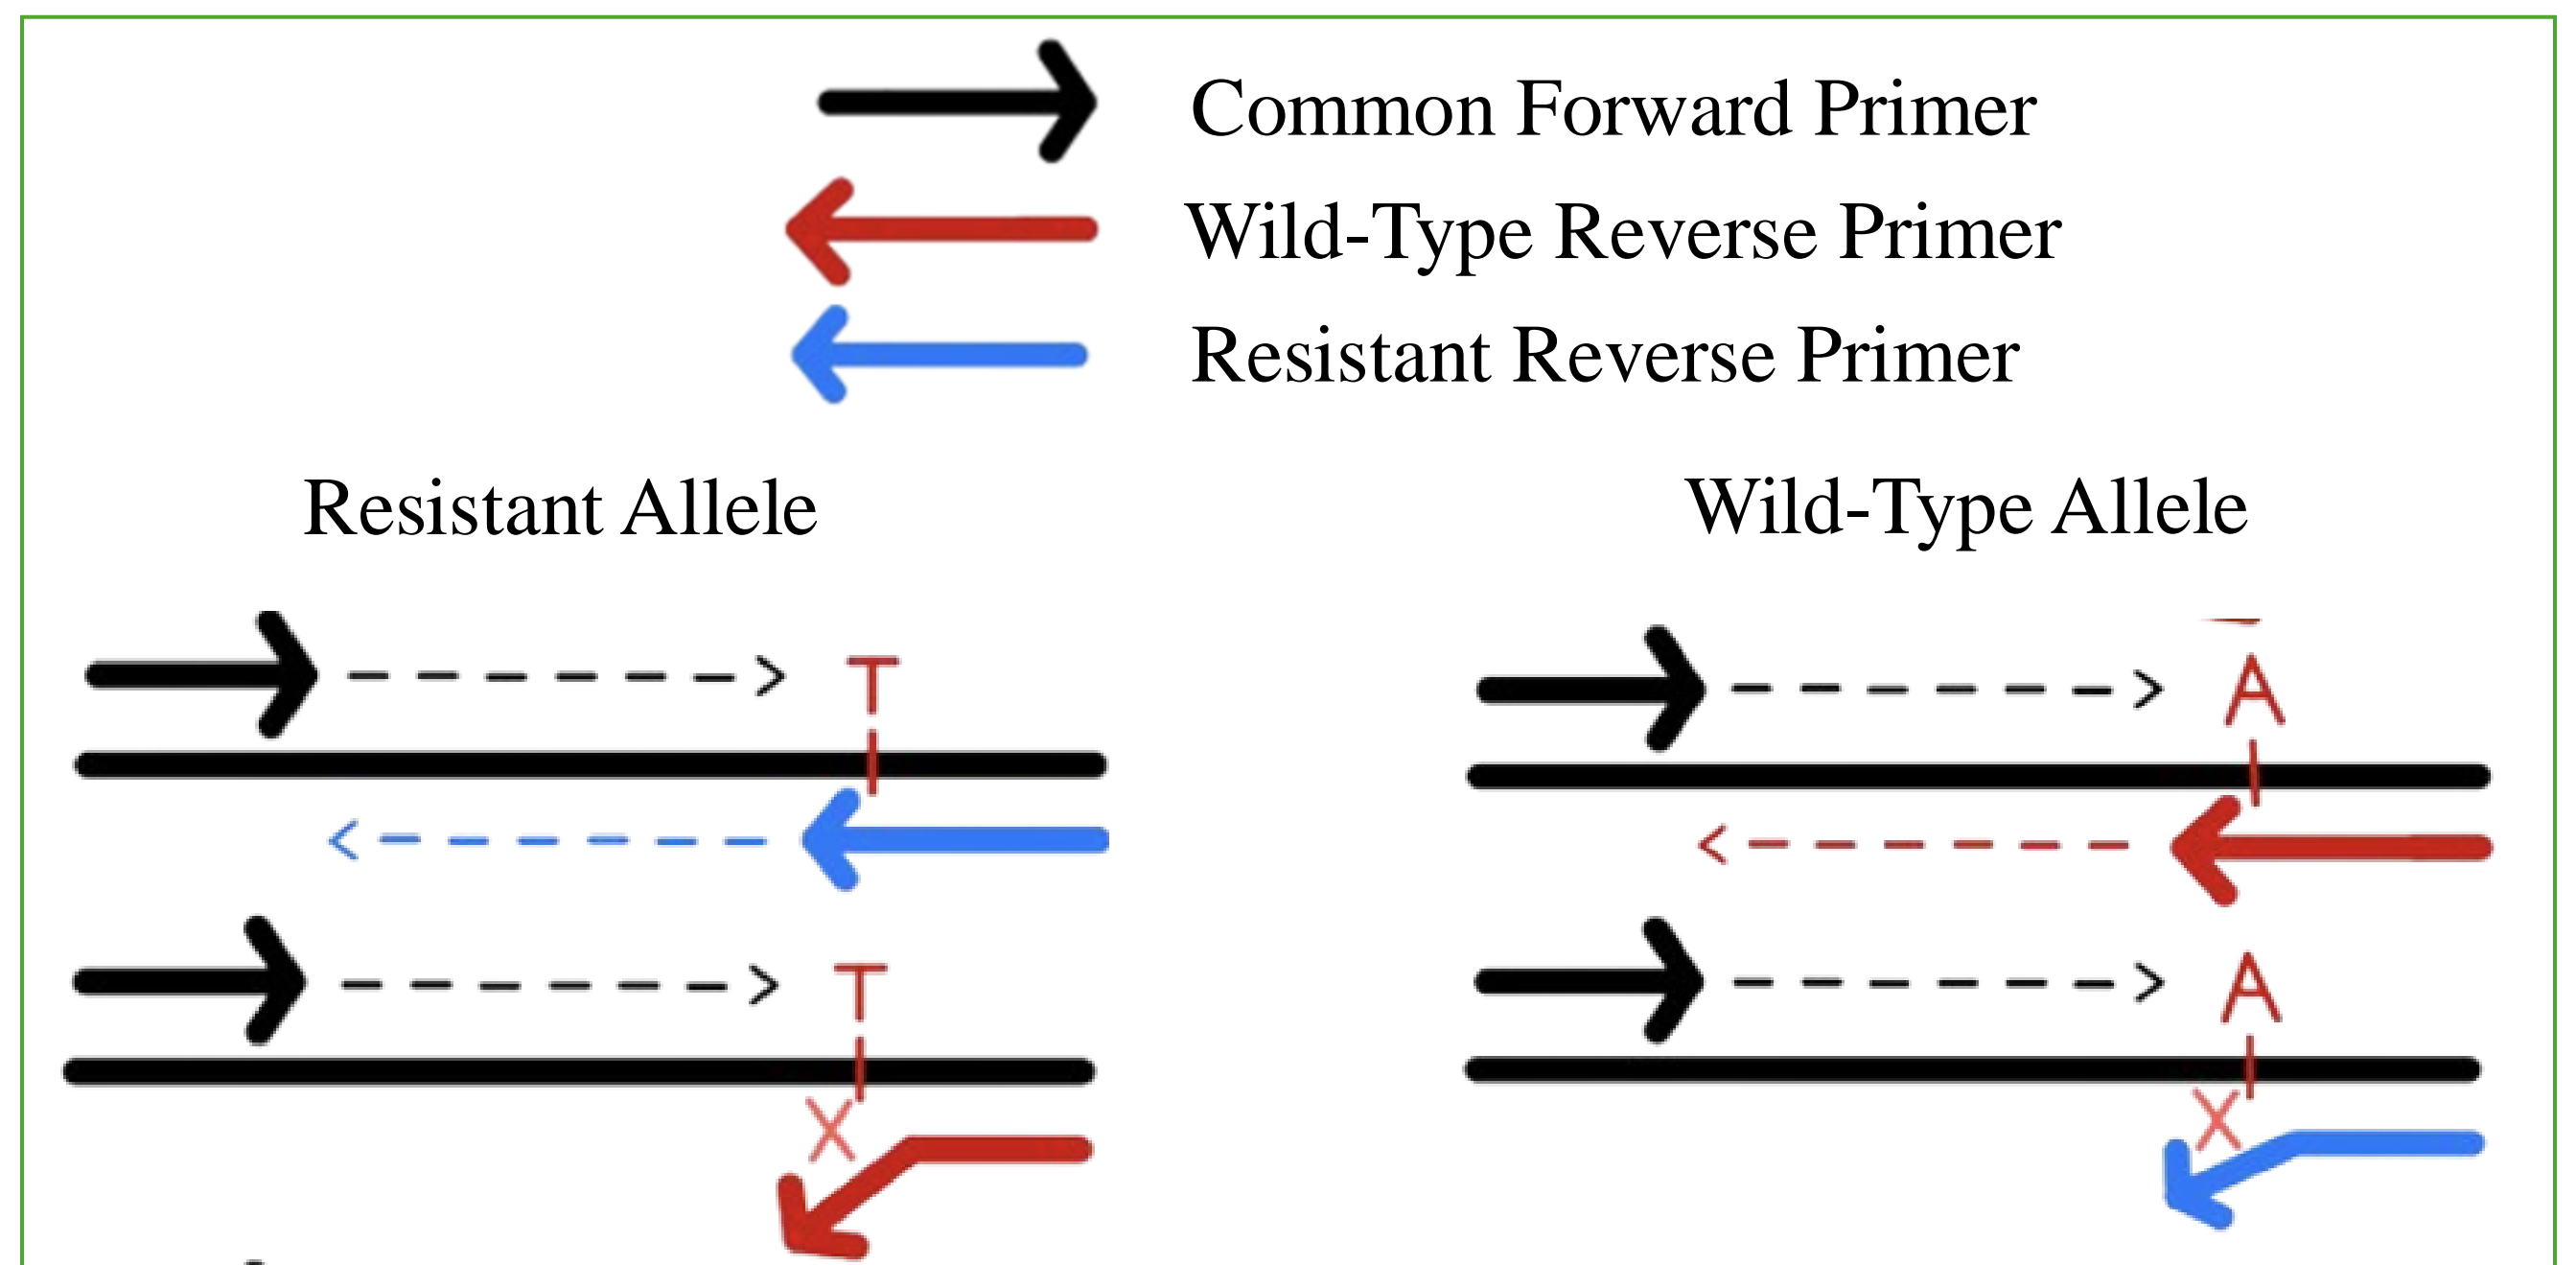 Common Forward Primer
Wild-Type Reverse Primer
Resistant Reverse Primer
Resistant Allele
Wild-Type Allele
T
A
X
X
T
A